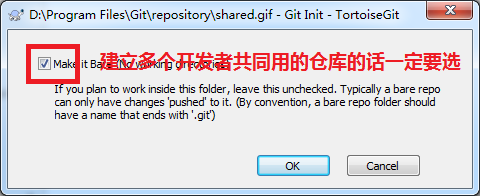 D:\Program Files\Git\repository\shared.gif - Git Init - TortoiseGit
建立多个开发者共同用的仓库的话一定要选
Make it Bare (No working directories)
If you plan to work inside this folder, leave this unchecked. Typically a bare repo
can only have changes 'pushed' to it. (By convention, a bare repo folder should
have a name that ends with '.git')
OK
Cancel